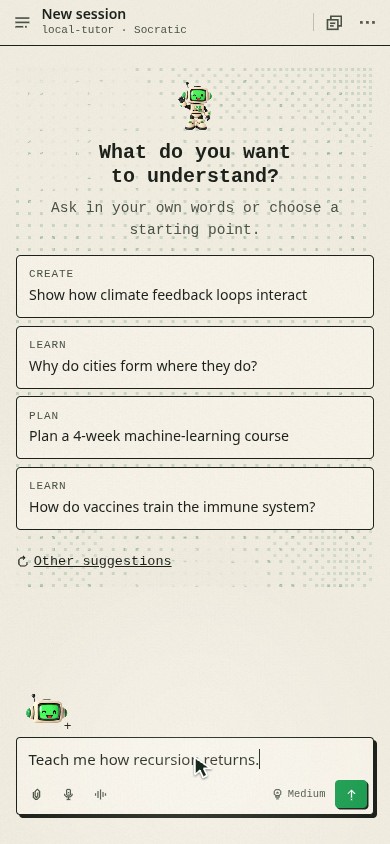 New session
local-tutor · Socratic
What do you want
to understand?
Ask in your own words or choose a
starting point.
CREATE
Show how climate feedback loops interact
LEARN
Why do cities form where they do?
PLAN
Plan a 4-week machine-learning course
LEARN
How do vaccines train the immune system?
Other suggestions
Teach me how recursion returns.
Medium